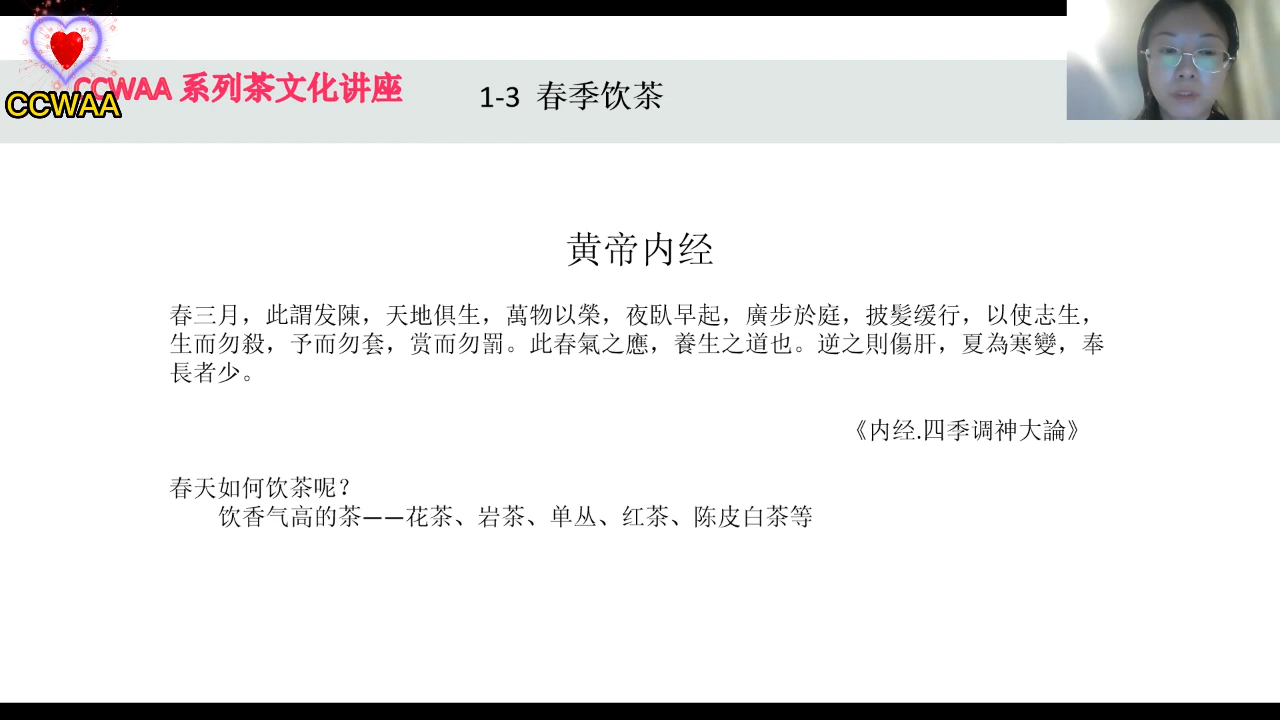 CCWAA 系列茶文化讲座
CCWAA
1-3 春季饮茶
黄帝内经
春三月，此謂发陳，天地俱生，萬物以榮，夜臥早起，廣步於庭，披髮缓行，以使志生，
生而勿殺，予而勿套，赏而勿罰。此春氣之應，養生之道也。逆之則傷肝，夏為寒變，奉
長者少。
《内经.四季调神大論》
春天如何饮茶呢？
饮香气高的茶——花茶、岩茶、单丛、红茶、陈皮白茶等